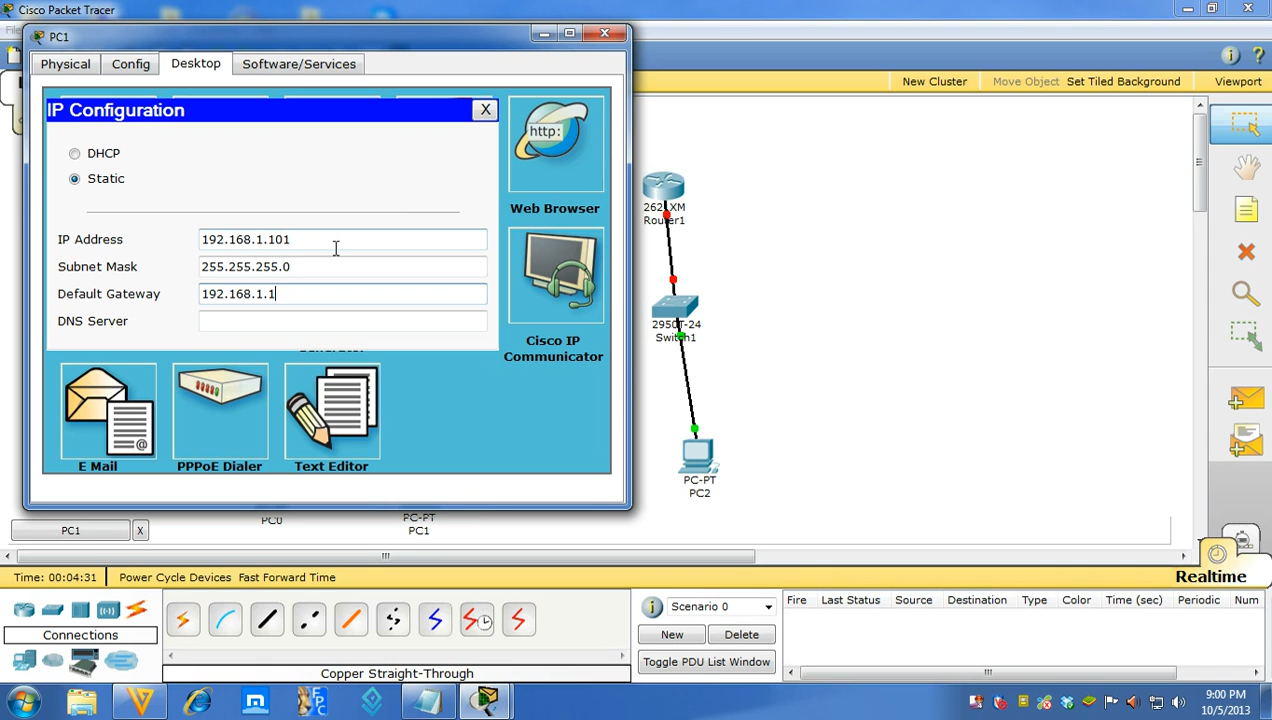 Cisco Packet Tracer
PC1
Physical
Config
Desktop
Software/Services
IP Configuration
X
DHCP
Static
IP Address
192.168.1.101
Subnet Mask
255.255.255.0
Default Gateway
192.168.1.1
DNS Server
http:
Web Browser
Cisco IP
Communicator
E Mail
PPPoE Dialer
Text Editor
New Cluster
Move Object
Set Tiled Background
Viewport
Router1
2950T-24
Switch1
PC-PT
PC2
PC0
PC-PT
PC1
PC1
X
Time: 00:04:31
Power Cycle Devices
Fast Forward Time
Realtime
Connections
Copper Straight-Through
Scenario 0
New
Delete
Toggle PDU List Window
Fire
Last Status
Source
Destination
Type
Color
Time (sec)
Periodic
Num
9:00 PM
10/5/2013